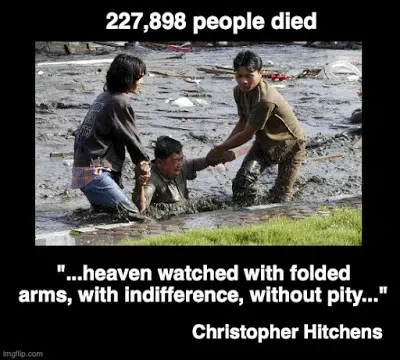 227,898 people died
"...heaven watched with folded
arms, with indifference, without pity..."
Christopher Hitchens
imgflip.com